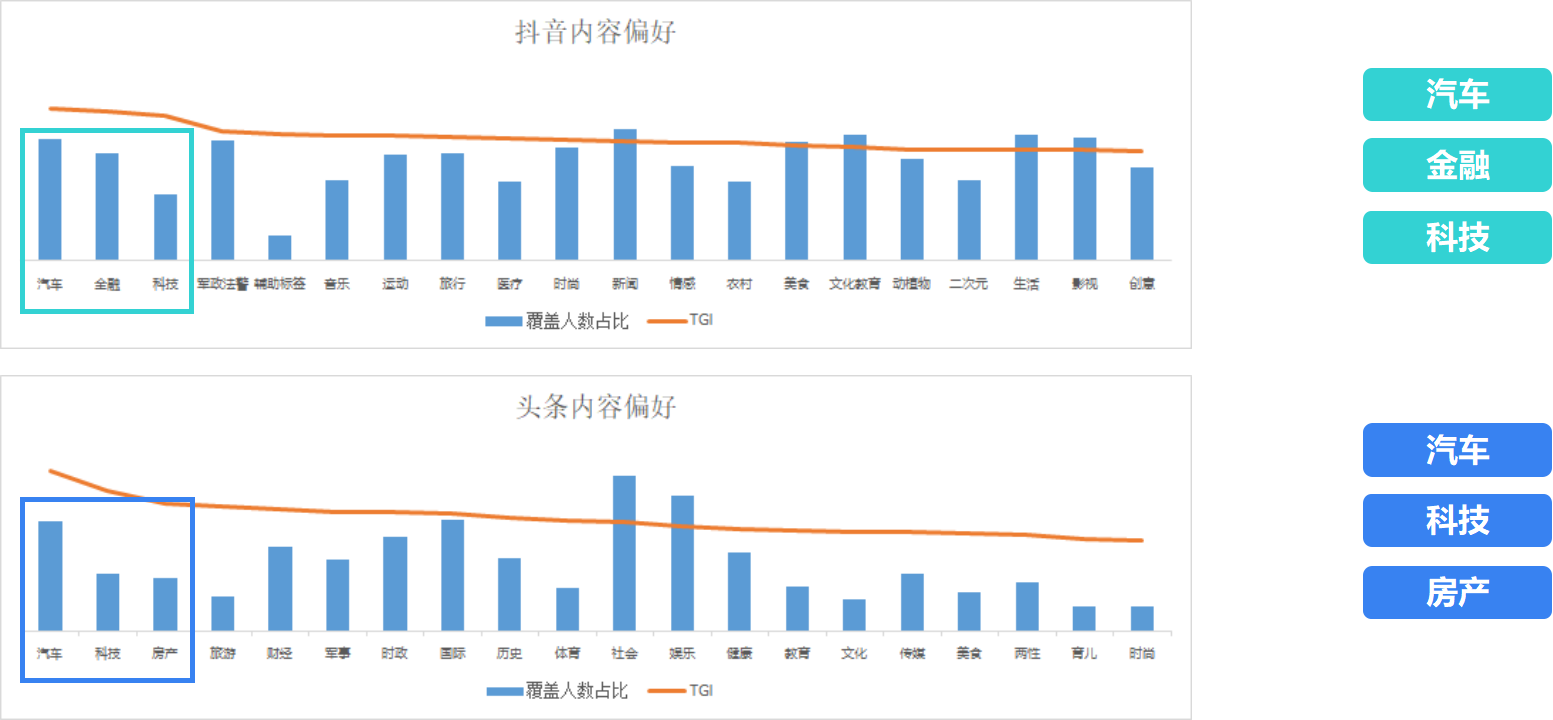 抖音内容偏好
汽车 金融 科技 军政法警 辅助标签 音乐 运动 旅行 医疗 时尚 新闻 情感 农村 美食 文化教育 动植物 二次元 生活 影视 创意
覆盖人数占比 TGI
汽车
金融
科技
头条内容偏好
汽车 科技 房产 旅游 财经 军事 时政 国际 历史 体育 社会 娱乐 健康 教育 文化 传媒 美食 两性 育儿 时尚
覆盖人数占比 TGI
汽车
科技
房产